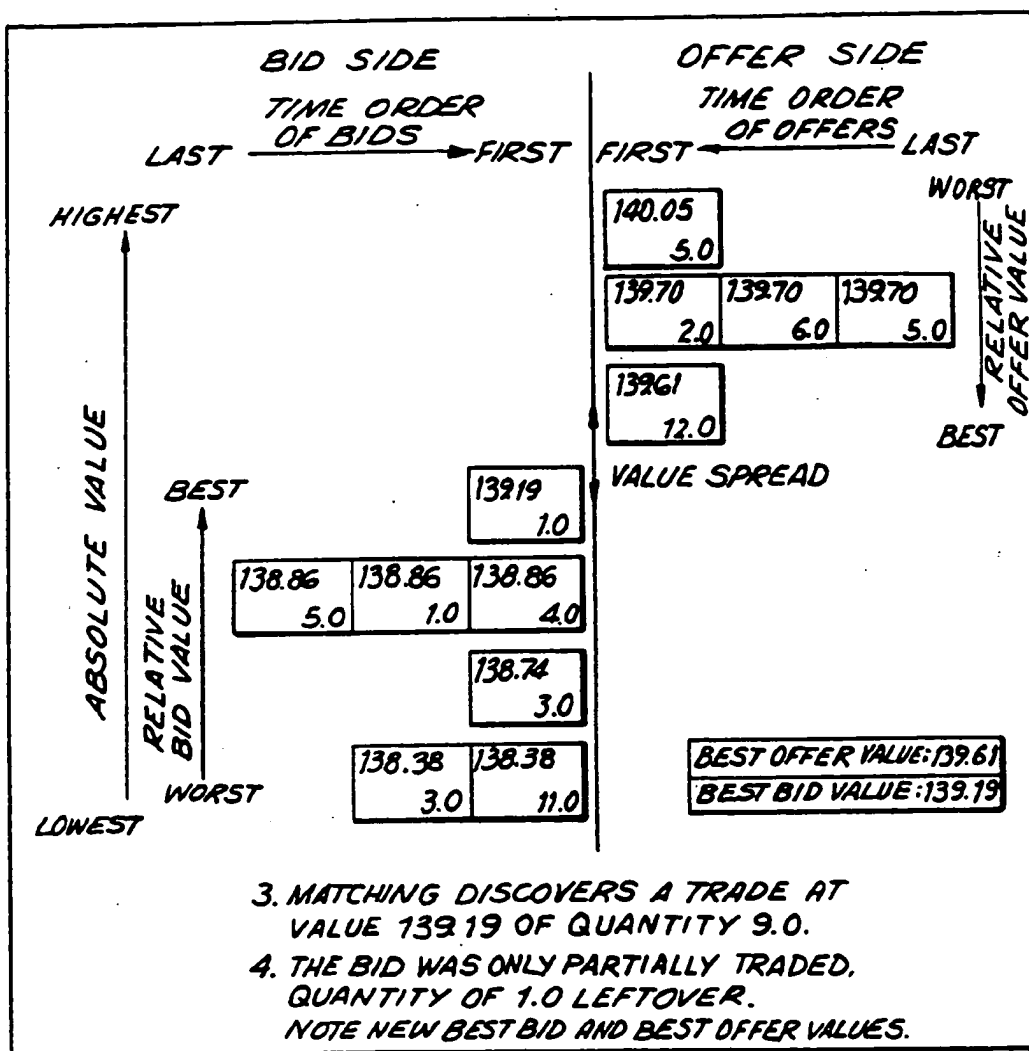 BID SIDE
OFFER SIDE
TIME ORDER
OF BIDS
TIME ORDER
OF OFFERS
LAST
FIRST
FIRST
LAST
HIGHEST
WORST
140.05
5.0
139.70 139.70 139.70
2.0 6.0 5.0
RELATIVE
OFFER VALUE
139.61
12.0
BEST
VALUE SPREAD
ABSOLUTE VALUE
BEST
139.19
1.0
138.86 138.86 138.86
5.0 1.0 4.0
RELATIVE
BID VALUE
138.74
3.0
138.38 138.38
3.0 11.0
WORST
LOWEST
BEST OFFER VALUE:139.61
BEST BID VALUE:139.19
3. MATCHING DISCOVERS A TRADE AT
VALUE 139.19 OF QUANTITY 9.0.
4. THE BID WAS ONLY PARTIALLY TRADED,
QUANTITY OF 1.0 LEFTOVER.
NOTE NEW BEST BID AND BEST OFFER VALUES.